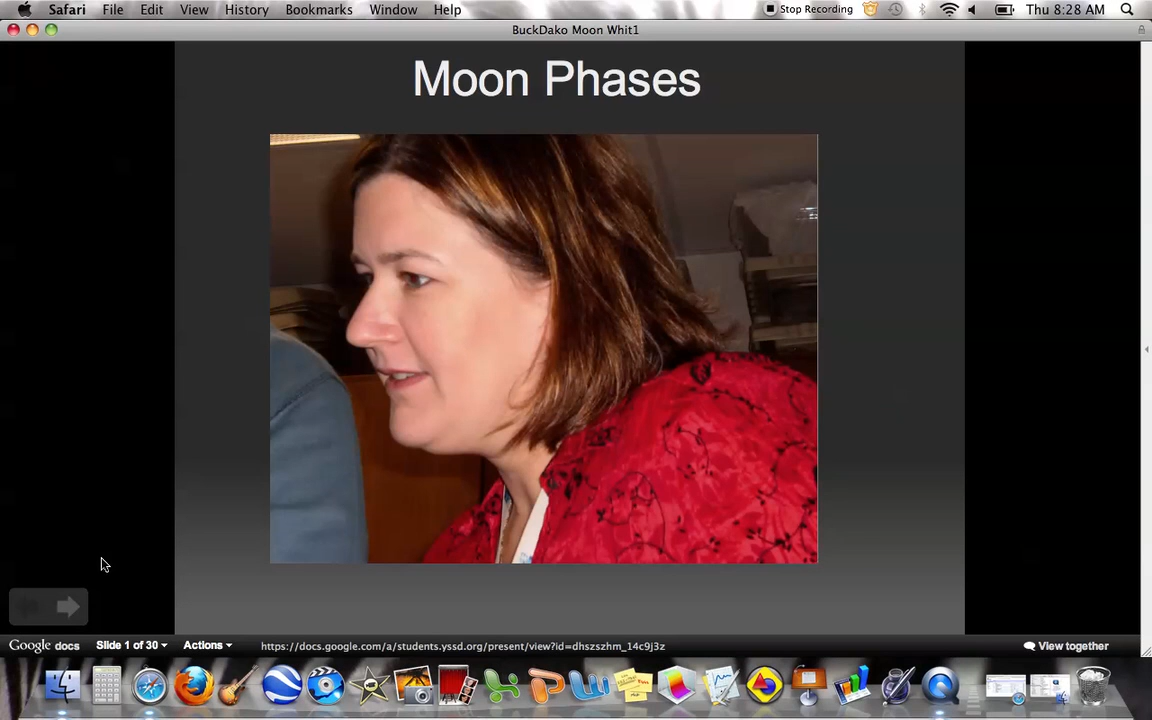 Safari File Edit View History Bookmarks Window Help Stop Recording Thu 8:28 AM
BuckDako Moon Whit1
Moon Phases
Google docs Slide 1 of 30 Actions https://docs.google.com/a/students.yssd.org/present/view?id=dhszszhm_14c9j3z View together